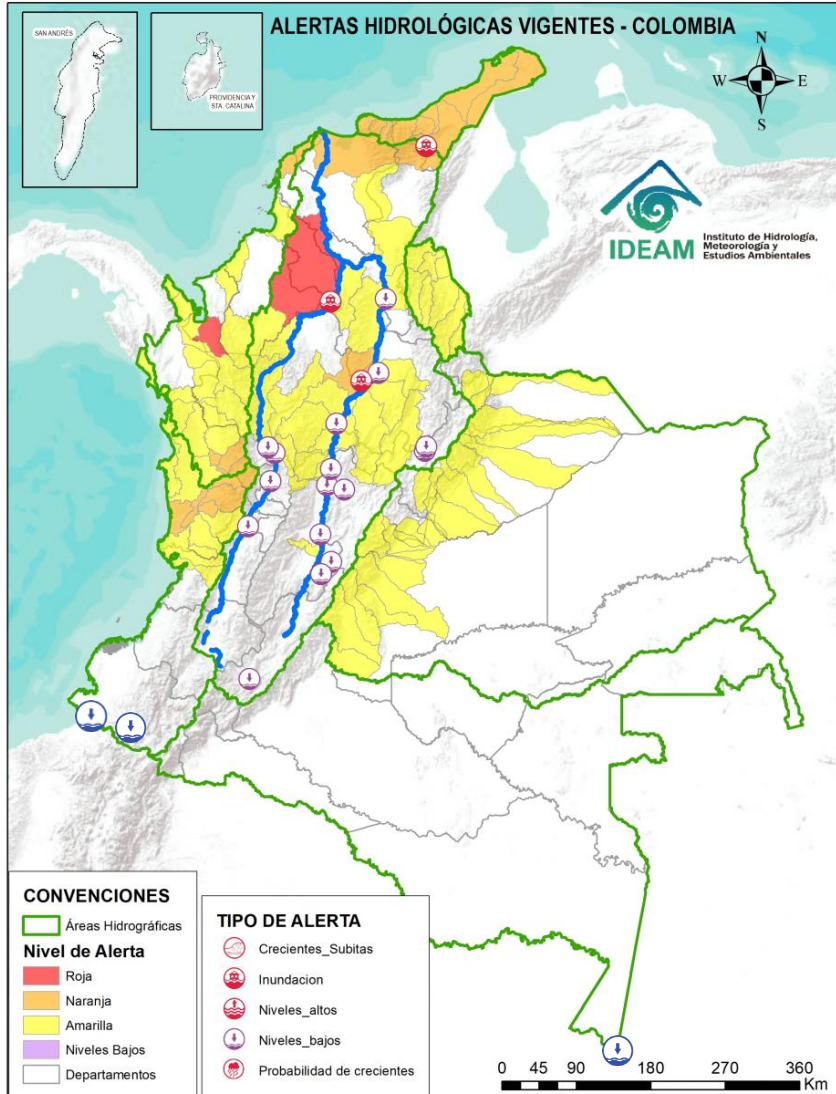 ALERTAS HIDROLÓGICAS VIGENTES - COLOMBIA
SAN ANDRÉS
PROVIDENCIA Y
STA. CATALINA
N
W
E
S
IDEAM
Instituto de Hidrología,
Meteorología y
Estudios Ambientales
CONVENCIONES
Áreas Hidrográficas
Nivel de Alerta
Roja
Naranja
Amarilla
Niveles Bajos
Departamentos
TIPO DE ALERTA
Crecientes_Subitas
Inundacion
Niveles_altos
Niveles_bajos
Probabilidad de crecientes
0 45 90 180 270 360
Km